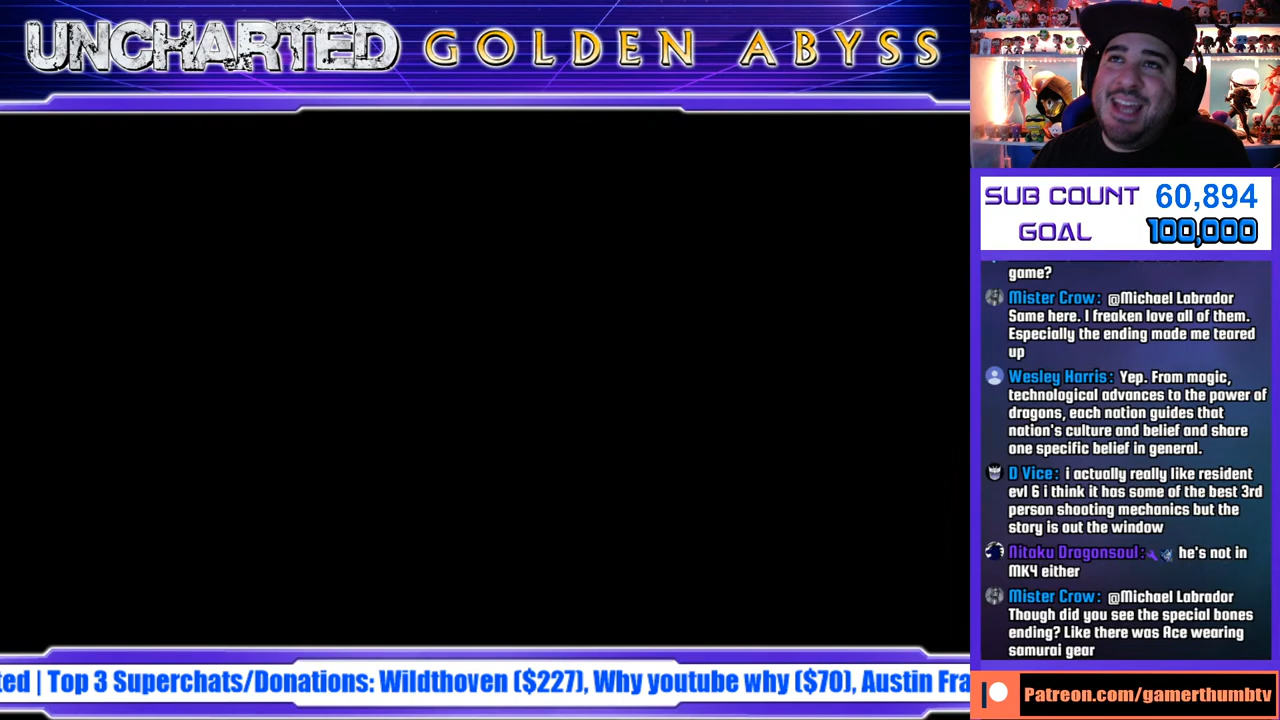 UNCHARTED GOLDEN ABYSS
SUB COUNT 60,894
GOAL 100,000
game?
Mister Crow: @Michael Labrador
Same here. I freaken love all of them.
Especially the ending made me teared
up
Wesley Harris: Yep. From magic,
technological advances to the power of
dragons, each nation guides that
nation's culture and belief and share
one specific belief in general.
D Vice: i actually really like resident
evl 6 i think it has some of the best 3rd
person shooting mechanics but the
story is out the window
Nitaku Dragonsoul: he's not in
MK4 either
Mister Crow: @Michael Labrador
Though did you see the special bones
ending? Like there was Ace wearing
samurai gear
ted | Top 3 Superchats/Donations: Wildthoven ($227), Why youtube why ($70), Austin Fra
Patreon.com/gamerthumbtv